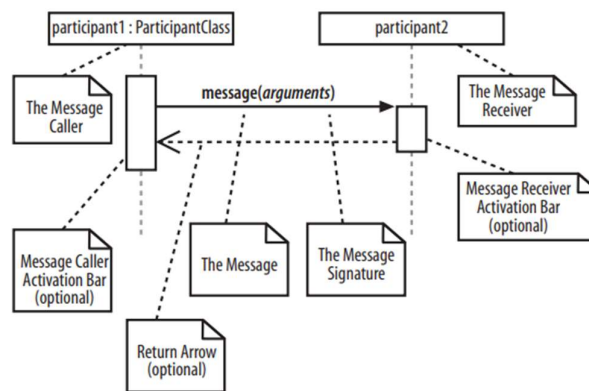 participant1 : ParticipantClass
participant2
The Message
Caller
message(arguments)
The Message
Receiver
Message Caller
Activation Bar
(optional)
The Message
The Message
Signature
Message Receiver
Activation Bar
(optional)
Return Arrow
(optional)